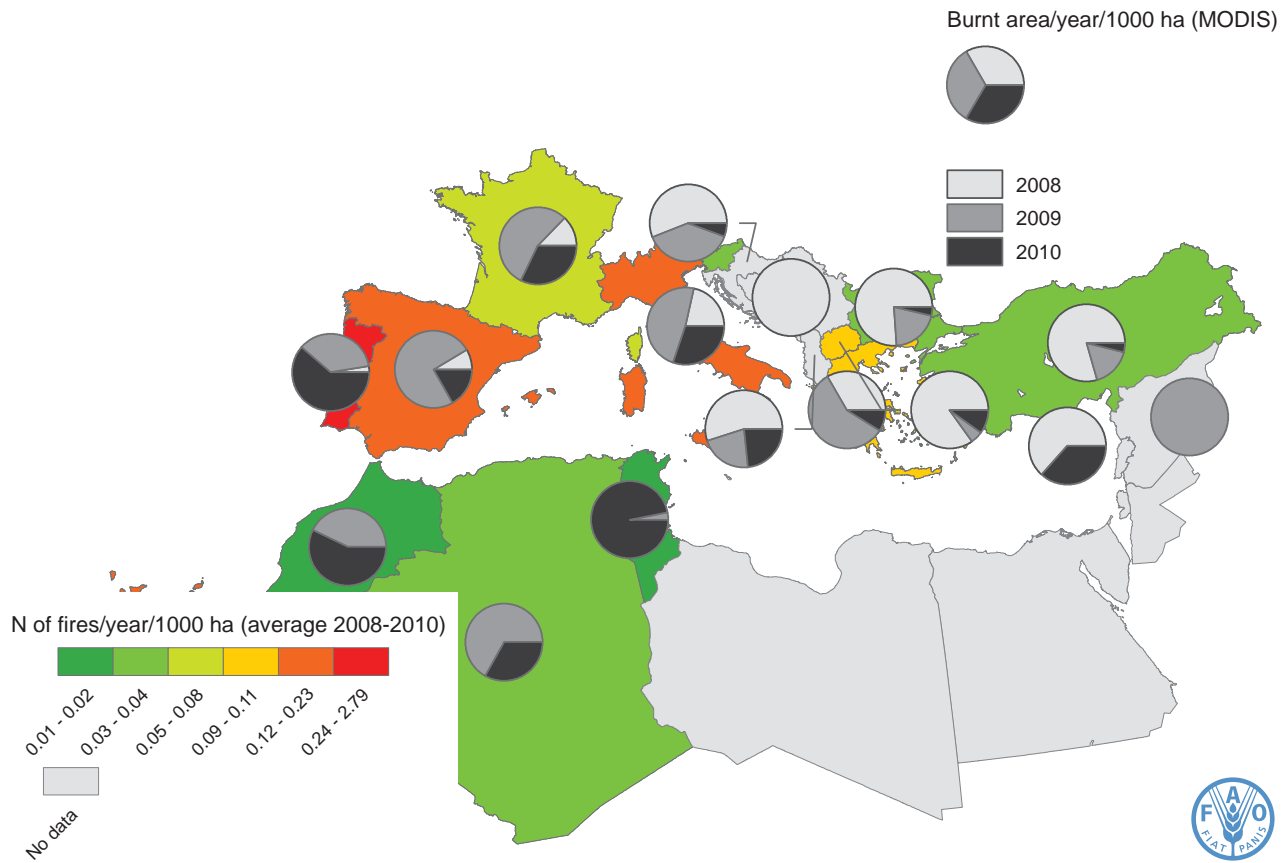 Burnt area/year/1000 ha (MODIS)
2008
2009
2010
N of fires/year/1000 ha (average 2008-2010)
0.01 - 0.02
0.03 - 0.04
0.05 - 0.08
0.09 - 0.11
0.12 - 0.23
0.24 - 2.79
No data
F A O
FIAT PANIS